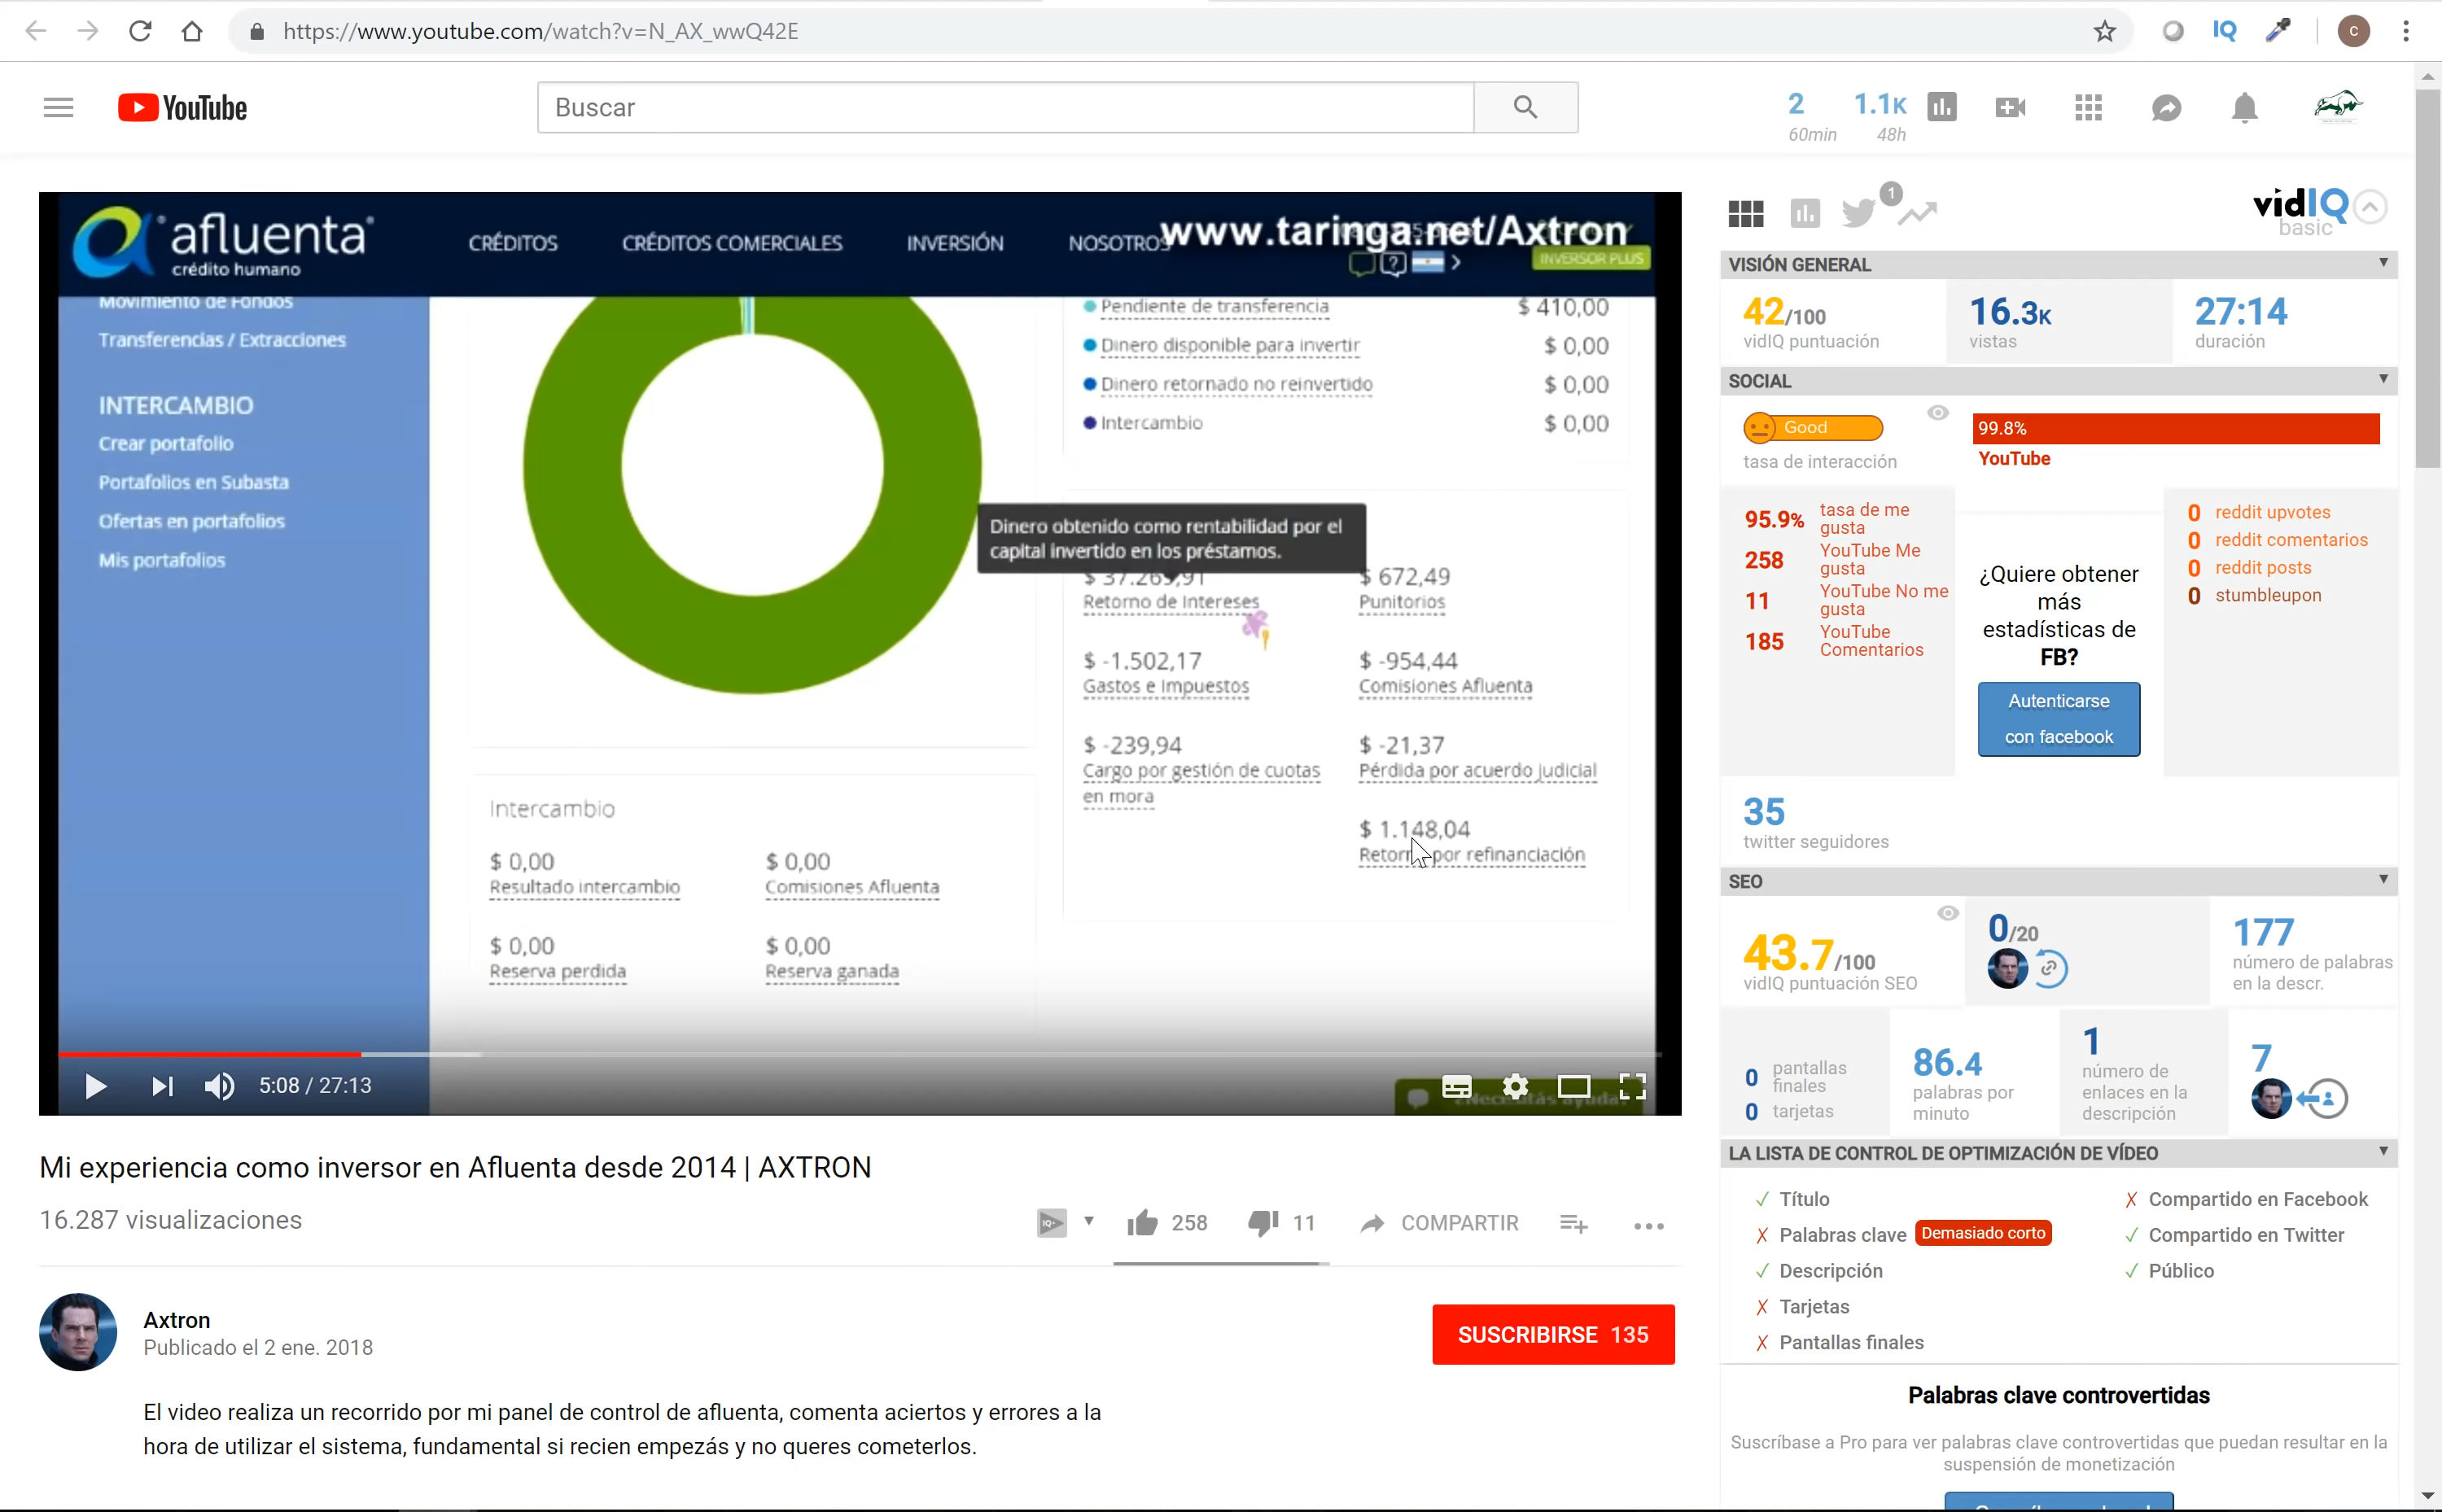 https://www.youtube.com/watch?v=N_AX_wwQ42E
IQ
C
YouTube
Buscar
2
60min
1.1K
48h
afluenta
crédito humano
CRÉDITOS
CRÉDITOS COMERCIALES
INVERSIÓN
NOSOTROS
www.taringa.net/Axtron
INVERSOR PLUS
Movimiento de Fondos
Transferencias / Extracciones
INTERCAMBIO
Crear portafolio
Portafolios en Subasta
Ofertas en portafolios
Mis portafolios
Pendiente de transferencia $ 410,00
Dinero disponible para invertir $ 0,00
Dinero retornado no reinvertido $ 0,00
Intercambio $ 0,00
Dinero obtenido como rentabilidad por el
capital invertido en los préstamos.
$ 37.265,91
Retorno de Intereses
$ 672,49
Punitorios
$ -1.502,17
Gastos e Impuestos
$ -954,44
Comisiones Afluenta
$ -239,94
Cargo por gestión de cuotas
en mora
$ -21,37
Pérdida por acuerdo judicial
$ 1.148,04
Retorno por refinanciación
Intercambio
$ 0,00
Resultado intercambio
$ 0,00
Comisiones Afluenta
$ 0,00
Reserva perdida
$ 0,00
Reserva ganada
5:08 / 27:13
¿Necesitás ayuda?
Mi experiencia como inversor en Afluenta desde 2014 | AXTRON
16.287 visualizaciones
IQ+
258
11
COMPARTIR
Axtron
Publicado el 2 ene. 2018
SUSCRIBIRSE 135
El video realiza un recorrido por mi panel de control de afluenta, comenta aciertos y errores a la
hora de utilizar el sistema, fundamental si recien empezás y no queres cometerlos.
1
vidIQ
basic
VISIÓN GENERAL
42/100
vidIQ puntuación
16.3K
vistas
27:14
duración
SOCIAL
Good
tasa de interacción
99.8%
YouTube
95.9% tasa de me
gusta
258 YouTube Me
gusta
11 YouTube No me
gusta
185 YouTube
Comentarios
¿Quiere obtener
más
estadísticas de
FB?
Autenticarse
con facebook
0 reddit upvotes
0 reddit comentarios
0 reddit posts
0 stumbleupon
35
twitter seguidores
SEO
43.7/100
vidIQ puntuación SEO
0/20
177
número de palabras
en la descr.
0 pantallas
finales
0 tarjetas
86.4
palabras por
minuto
1
número de
enlaces en la
descripción
7
LA LISTA DE CONTROL DE OPTIMIZACIÓN DE VÍDEO
✓ Título
✗ Palabras clave Demasiado corto
✓ Descripción
✗ Tarjetas
✗ Pantallas finales
✗ Compartido en Facebook
✓ Compartido en Twitter
✓ Público
Palabras clave controvertidas
Suscríbase a Pro para ver palabras clave controvertidas que puedan resultar en la
suspensión de monetización